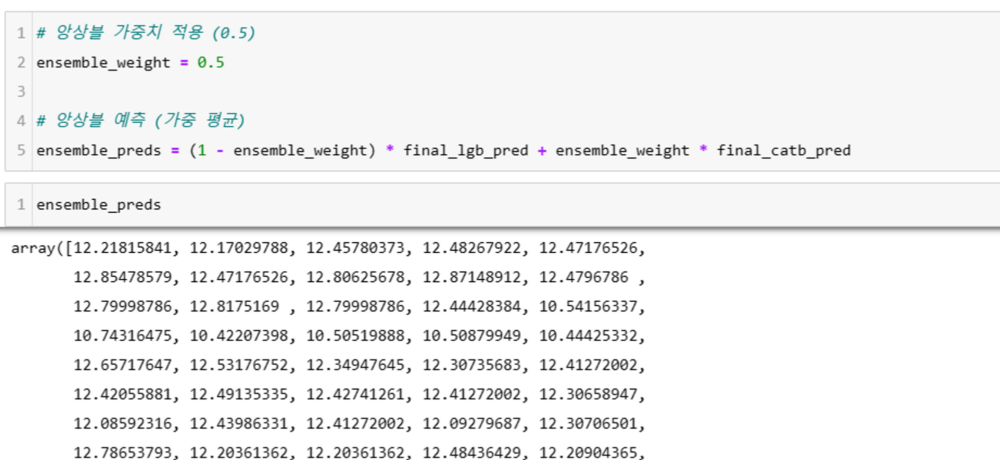 1 # 앙상블 가중치 적용 (0.5)
2 ensemble_weight = 0.5
3
4 # 앙상블 예측 (가중 평균)
5 ensemble_preds = (1 - ensemble_weight) * final_lgb_pred + ensemble_weight * final_catb_pred
1 ensemble_preds
array([12.21815841, 12.17029788, 12.45780373, 12.48267922, 12.47176526,
12.85478579, 12.47176526, 12.80625678, 12.87148912, 12.4796786 ,
12.79998786, 12.8175169 , 12.79998786, 12.44428384, 10.54156337,
10.74316475, 10.42207398, 10.50519888, 10.50879949, 10.44425332,
12.65717647, 12.53176752, 12.34947645, 12.30735683, 12.41272002,
12.42055881, 12.49135335, 12.42741261, 12.41272002, 12.30658947,
12.08592316, 12.43986331, 12.41272002, 12.09279687, 12.30706501,
12.78653793, 12.20361362, 12.20361362, 12.48436429, 12.20904365,